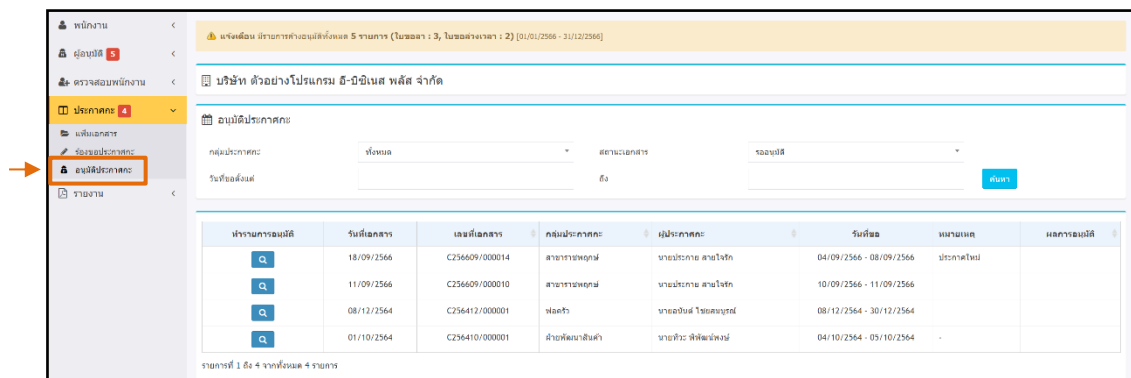 พนักงาน
ผู้อนุมัติ 5
ตรวจสอบพนักงาน
ประกาศกะ 4
แฟ้มเอกสาร
ร้องขอประกาศกะ
อนุมัติประกาศกะ
รายงาน
แจ้งเตือน มีรายการค้างอนุมัติทั้งหมด 5 รายการ (ใบขอลา : 3, ใบขอล่วงเวลา : 2) [01/01/2566 - 31/12/2566]
บริษัท ตัวอย่างโปรแกรม อี-บิซิเนส พลัส จำกัด
อนุมัติประกาศกะ
กลุ่มประกาศกะ ทั้งหมด สถานะเอกสาร รออนุมัติ
วันที่ขอตั้งแต่ ถึง ค้นหา
ทำรายการอนุมัติ วันที่เอกสาร เลขที่เอกสาร กลุ่มประกาศกะ ผู้ประกาศกะ วันที่ขอ หมายเหตุ ผลการอนุมัติ
18/09/2566 C256609/000014 สาขาราชพฤกษ์ นายประกาย สายใจรัก 04/09/2566 - 08/09/2566 ประกาศใหม่
11/09/2566 C256609/000010 สาขาราชพฤกษ์ นายประกาย สายใจรัก 10/09/2566 - 11/09/2566
08/12/2564 C256412/000001 พ่อครัว นายอนันต์ ไชยสมบูรณ์ 08/12/2564 - 30/12/2564
01/10/2564 C256410/000001 ฝ่ายพัฒนาสินค้า 04/10/2564 - 05/10/2564 -
รายการที่ 1 ถึง 4 จากทั้งหมด 4 รายการ